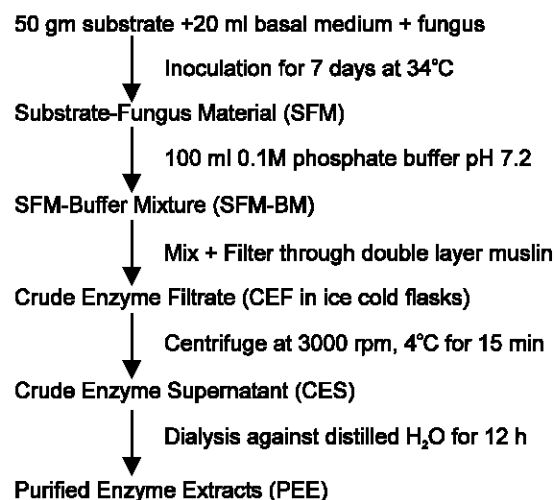 50 gm substrate +20 ml basal medium + fungus
Inoculation for 7 days at 34°C
Substrate-Fungus Material (SFM)
100 ml 0.1M phosphate buffer pH 7.2
SFM-Buffer Mixture (SFM-BM)
Mix + Filter through double layer muslin
Crude Enzyme Filtrate (CEF in ice cold flasks)
Centrifuge at 3000 rpm, 4°C for 15 min
Crude Enzyme Supernatant (CES)
Dialysis against distilled H₂O for 12 h
Purified Enzyme Extracts (PEE)